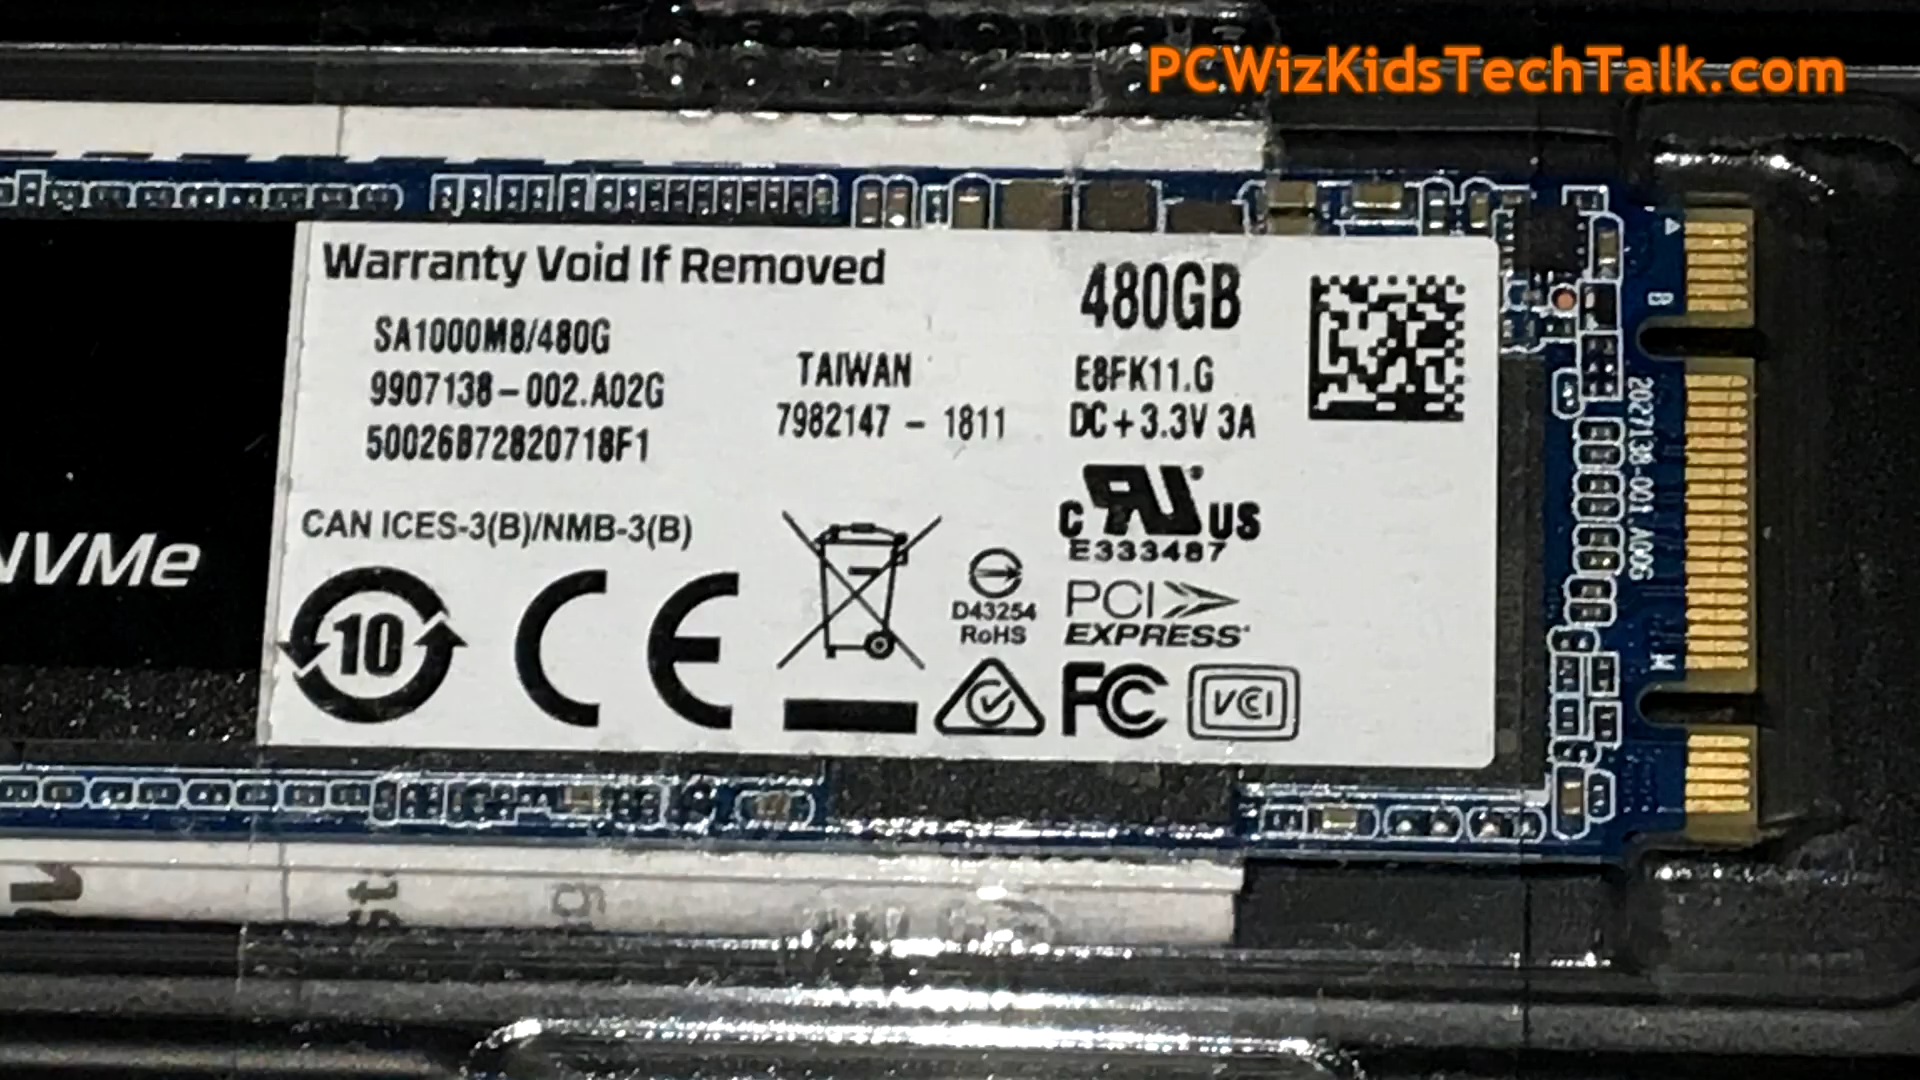 PCWizKidsTechTalk.com
Warranty Void If Removed
480GB
SA1000M8/480G
9907138-002.A02G
50026B72820718F1
TAIWAN
7982147 - 1811
E8FK11.G
DC+3.3V 3A
CAN ICES-3(B)/NMB-3(B)
C RU US
E333487
NVMe
10
CE
D43254
RoHS
PCI
EXPRESS
FC
VCI
A
B
2027138-001.A00G
M
st.
g